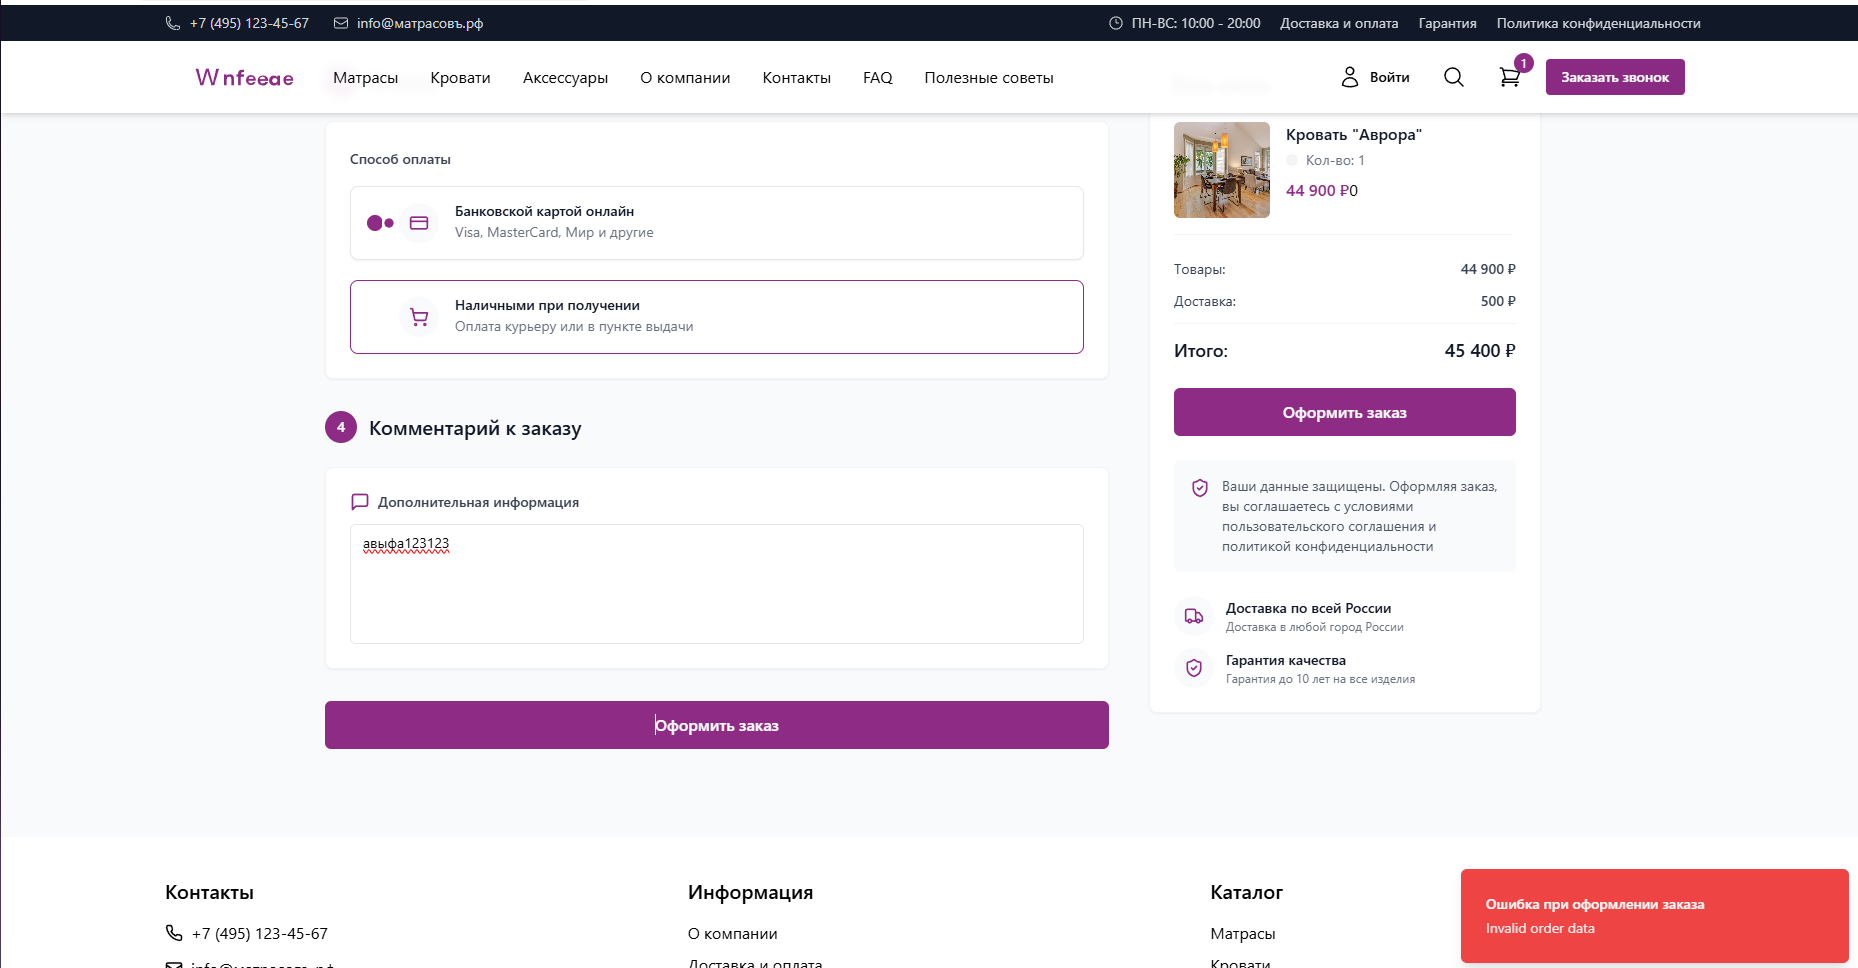 +7 (495) 123-45-67
info@матрасовъ.рф
ПН-ВС: 10:00 - 20:00
Доставка и оплата
Гарантия
Политика конфиденциальности
Wnfeeae
Матрасы
Кровати
Аксессуары
О компании
Контакты
FAQ
Полезные советы
Войти
1
Заказать звонок
Способ оплаты
Банковской картой онлайн
Visa, MasterCard, Мир и другие
Наличными при получении
Оплата курьеру или в пункте выдачи
4
Комментарий к заказу
Дополнительная информация
авыфа123123
Оформить заказ
Кровать "Аврора"
Кол-во: 1
44 900 ₽0
Товары: 44 900 ₽
Доставка: 500 ₽
Итого: 45 400 ₽
Оформить заказ
Ваши данные защищены. Оформляя заказ,
вы соглашаетесь с условиями
пользовательского соглашения и
политикой конфиденциальности
Доставка по всей России
Доставка в любой город России
Гарантия качества
Гарантия до 10 лет на все изделия
Контакты
+7 (495) 123-45-67
info@матрасовъ.рф
Информация
О компании
Доставка и оплата
Каталог
Матрасы
Кровати
Ошибка при оформлении заказа
Invalid order data